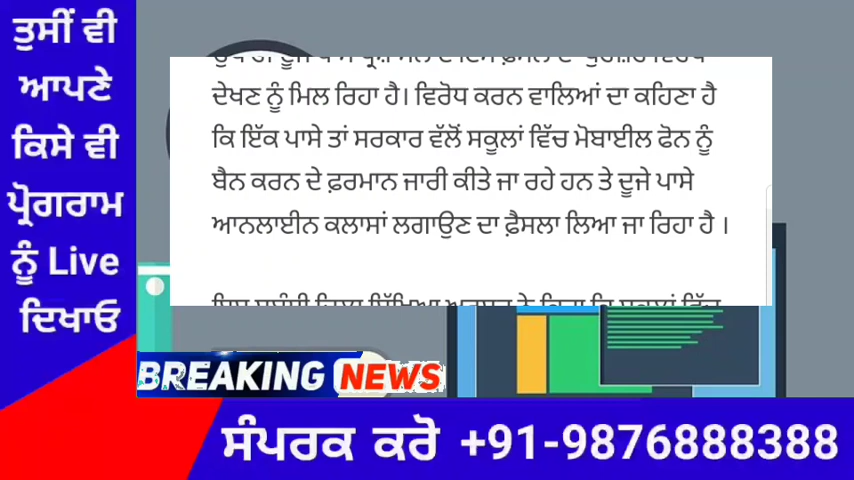 ਤੁਸੀਂ ਵੀ
ਆਪਣੇ
ਕਿਸੇ ਵੀ
ਪ੍ਰੋਗਰਾਮ
ਨੂੰ Live
ਦਿਖਾਓ
ਦੇਖਣ ਨੂੰ ਮਿਲ ਰਿਹਾ ਹੈ। ਵਿਰੋਧ ਕਰਨ ਵਾਲਿਆਂ ਦਾ ਕਹਿਣਾ ਹੈ
ਕਿ ਇੱਕ ਪਾਸੇ ਤਾਂ ਸਰਕਾਰ ਵੱਲੋਂ ਸਕੂਲਾਂ ਵਿੱਚ ਮੋਬਾਈਲ ਫੋਨ ਨੂੰ
ਬੈਨ ਕਰਨ ਦੇ ਫ਼ਰਮਾਨ ਜਾਰੀ ਕੀਤੇ ਜਾ ਰਹੇ ਹਨ ਤੇ ਦੂਜੇ ਪਾਸੇ
ਆਨਲਾਈਨ ਕਲਾਸਾਂ ਲਗਾਉਣ ਦਾ ਫ਼ੈਸਲਾ ਲਿਆ ਜਾ ਰਿਹਾ ਹੈ ।
BREAKING NEWS
ਸੰਪਰਕ ਕਰੋ +91-9876888388